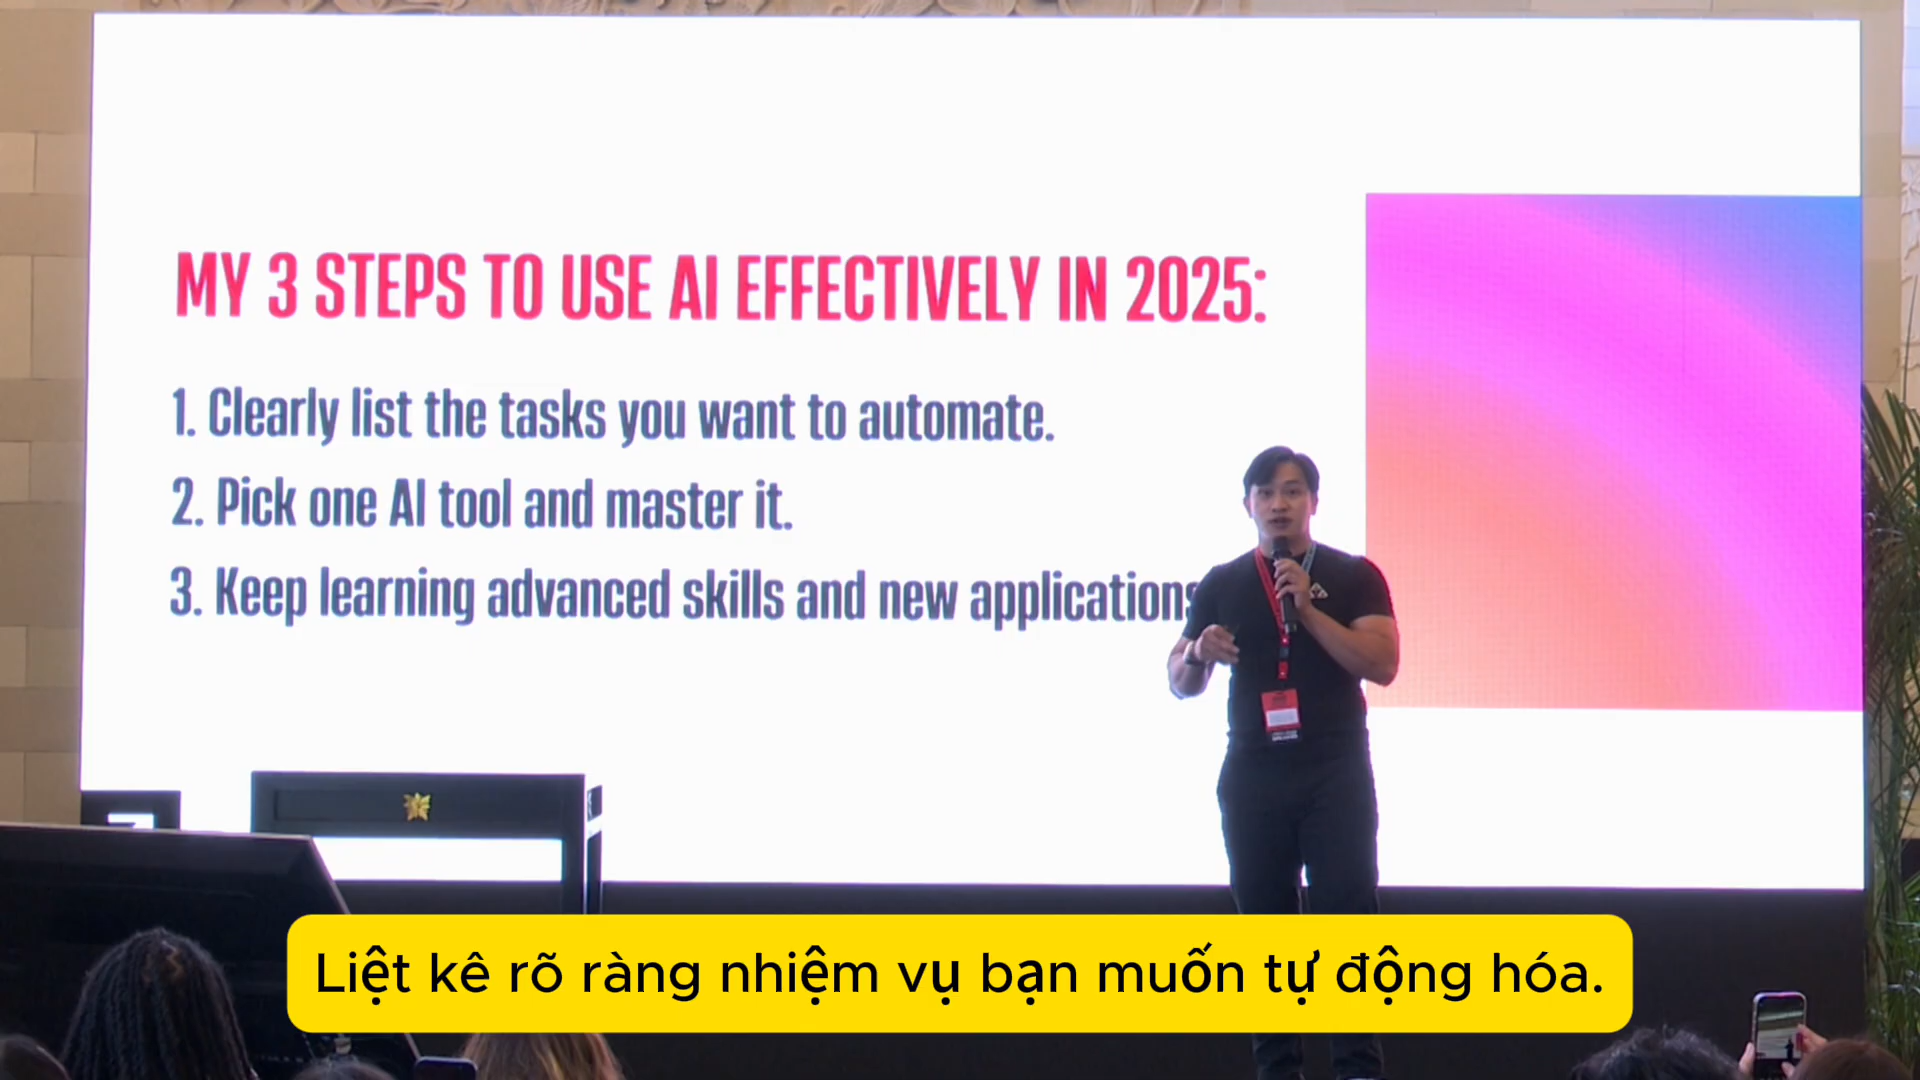 MY 3 STEPS TO USE AI EFFECTIVELY IN 2025:
1. Clearly list the tasks you want to automate.
2. Pick one AI tool and master it.
3. Keep learning advanced skills and new applications
Liệt kê rõ ràng nhiệm vụ bạn muốn tự động hóa.